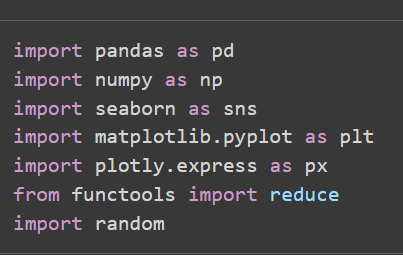 import pandas as pd
import numpy as np
import seaborn as sns
import matplotlib.pyplot as plt
import plotly.express as px
from functools import reduce
import random